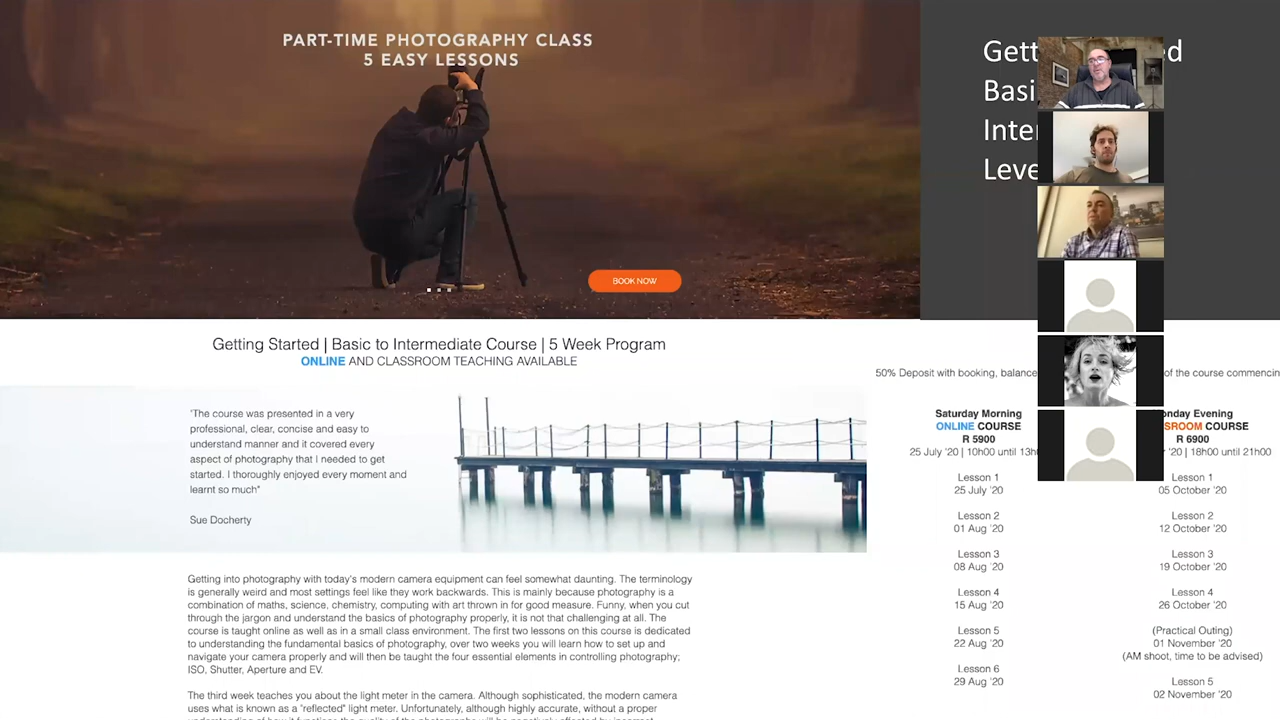 PART-TIME PHOTOGRAPHY CLASS
5 EASY LESSONS
BOOK NOW
Getting Started | Basic to Intermediate Course | 5 Week Program
ONLINE AND CLASSROOM TEACHING AVAILABLE
'The course was presented in a very
professional, clear, concise and easy to
understand manner and it covered every
aspect of photography that I needed to get
started. I thoroughly enjoyed every moment and
learnt so much"
Sue Docherty
Getting into photography with today's modern camera equipment can feel somewhat daunting. The terminology
is generally weird and most settings feel like they work backwards. This is mainly because photography is a
combination of maths, science, chemistry, computing with art thrown in for good measure. Funny, when you cut
through the jargon and understand the basics of photography properly, it is not that challenging at all. The
course is taught online as well as in a small class environment. The first two lessons on this course is dedicated
to understanding the fundamental basics of photography, over two weeks you will learn how to set up and
navigate your camera properly and will then be taught the four essential elements in controlling photography;
ISO, Shutter, Aperture and EV.
The third week teaches you about the light meter in the camera. Although sophisticated, the modern camera
uses what is known as a "reflected" light meter. Unfortunately, although highly accurate, without a proper
Gett d
Basi
Inte
Leve
50% Deposit with booking, balance of the course commencin
Saturday Morning
ONLINE COURSE
R 5900
25 July '20 | 10h00 until 13h
Lesson 1
25 July '20
Lesson 2
01 Aug '20
Lesson 3
08 Aug '20
Lesson 4
15 Aug '20
Lesson 5
22 Aug '20
Lesson 6
29 Aug '20
onday Evening
SROOM COURSE
R 6900
'20 | 18h00 until 21h00
Lesson 1
05 October '20
Lesson 2
12 October '20
Lesson 3
19 October '20
Lesson 4
26 October '20
(Practical Outing)
01 November '20
(AM shoot, time to be advised)
Lesson 5
02 November '20